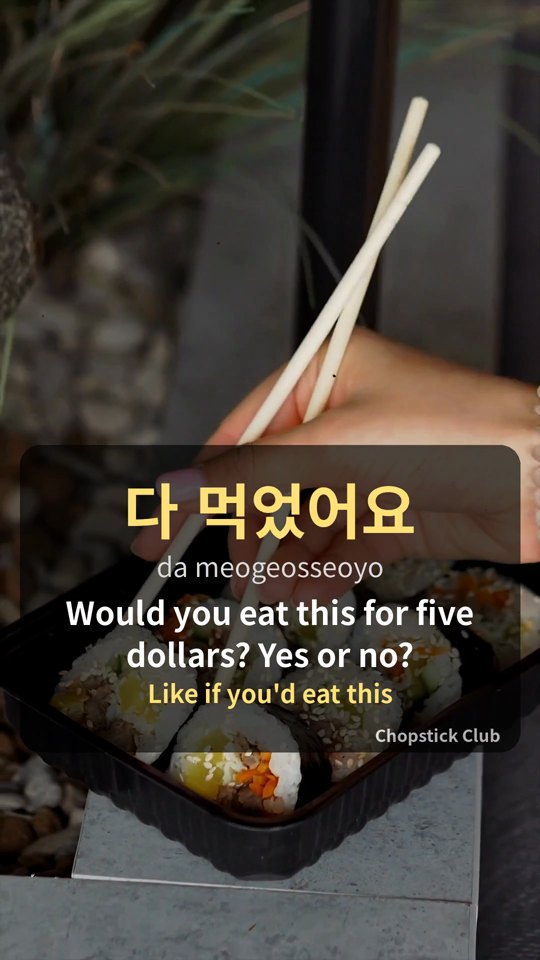 다 먹었어요
da meogeosseoyo
Would you eat this for five
dollars? Yes or no?
Like if you'd eat this
Chopstick Club